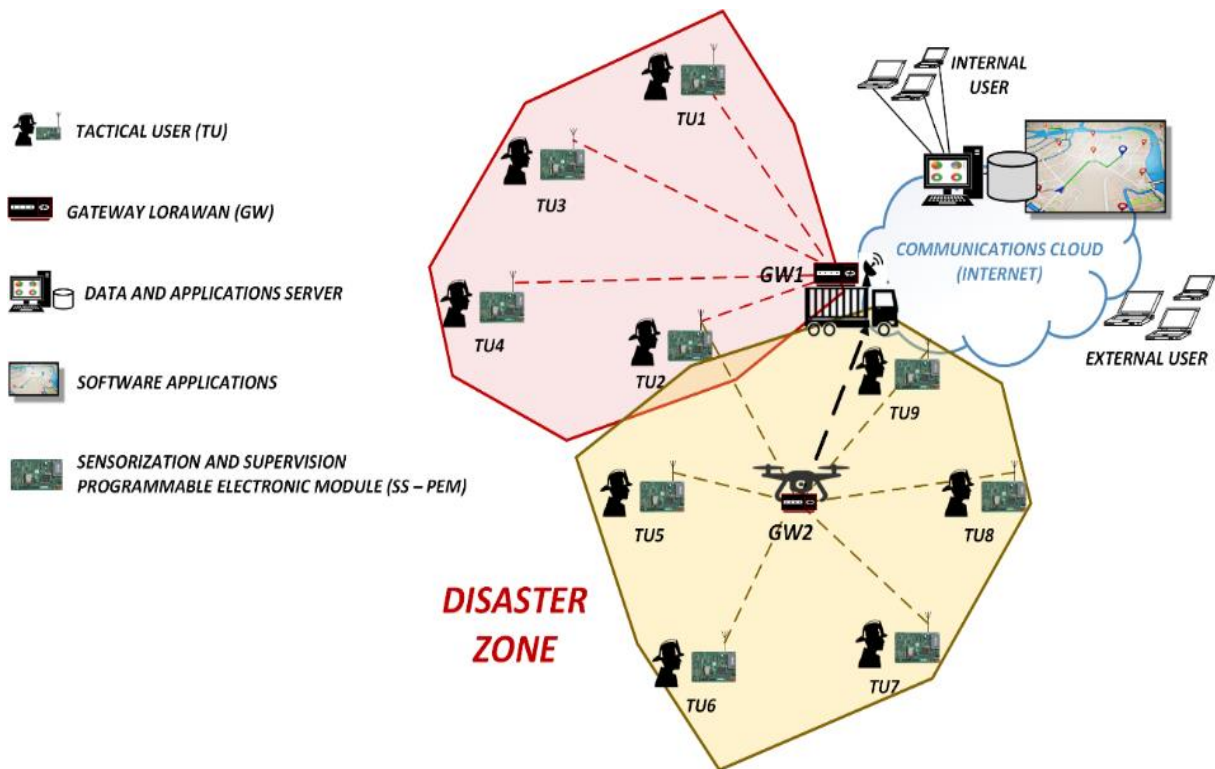 TACTICAL USER (TU)
GATEWAY LORAWAN (GW)
DATA AND APPLICATIONS SERVER
SOFTWARE APPLICATIONS
SENSORIZATION AND SUPERVISION
PROGRAMMABLE ELECTRONIC MODULE (SS – PEM)
TU1
TU3
TU4
TU2
GW1
INTERNAL
USER
COMMUNICATIONS CLOUD
(INTERNET)
EXTERNAL USER
TU9
TU5
GW2
TU8
TU6
TU7
DISASTER
ZONE